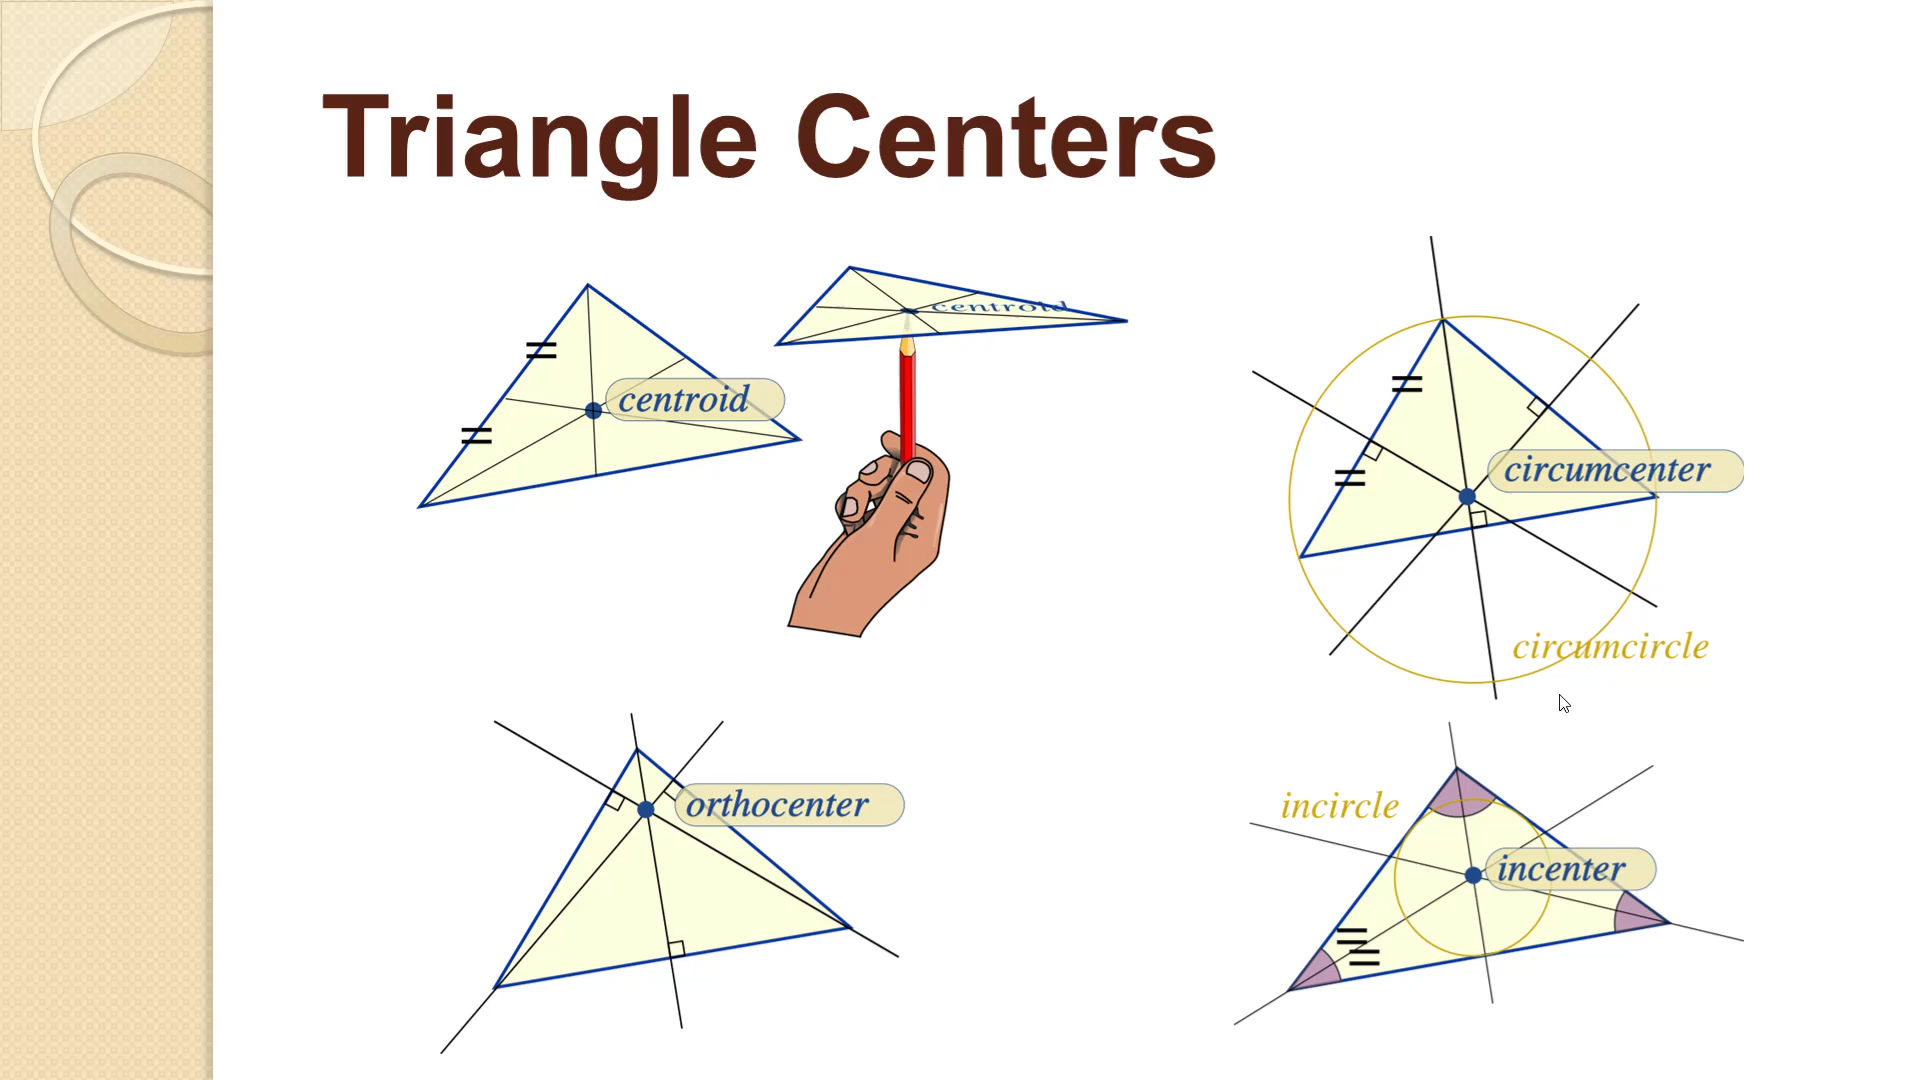 Triangle Centers
centroid
centroid
circumcenter
circumcircle
orthocenter
incircle
incenter